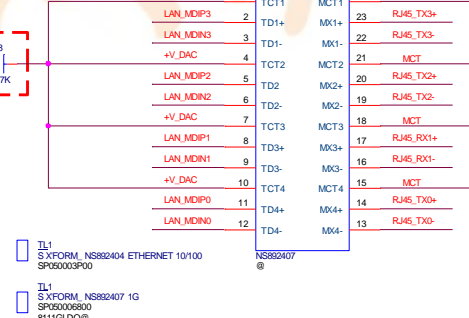 TCT1 MCT1
LAN_MDIP3 2 TD1+ MX1+ 23 RJ45_TX3+
LAN_MDIN3 3 TD1- MX1- 22 RJ45_TX3-
+V_DAC 4 TCT2 MCT2 21 MCT
LAN_MDIP2 5 TD2 MX2+ 20 RJ45_TX2+
LAN_MDIN2 6 TD2- MX2- 19 RJ45_TX2-
+V_DAC 7 TCT3 MCT3 18 MCT
LAN_MDIP1 8 TD3+ MX3+ 17 RJ45_RX1+
LAN_MDIN1 9 TD3- MX3- 16 RJ45_RX1-
+V_DAC 10 TCT4 MCT4 15 MCT
LAN_MDIP0 11 TD4+ MX4+ 14 RJ45_TX0+
LAN_MDIN0 12 TD4- MX4- 13 RJ45_TX0-
7K
NS892407
@
TL1
S X'FORM_ NS892404 ETHERNET 10/100
SP050003P00
TL1
S X'FORM_ NS892407 1G
SP050006800
8111GLDO@